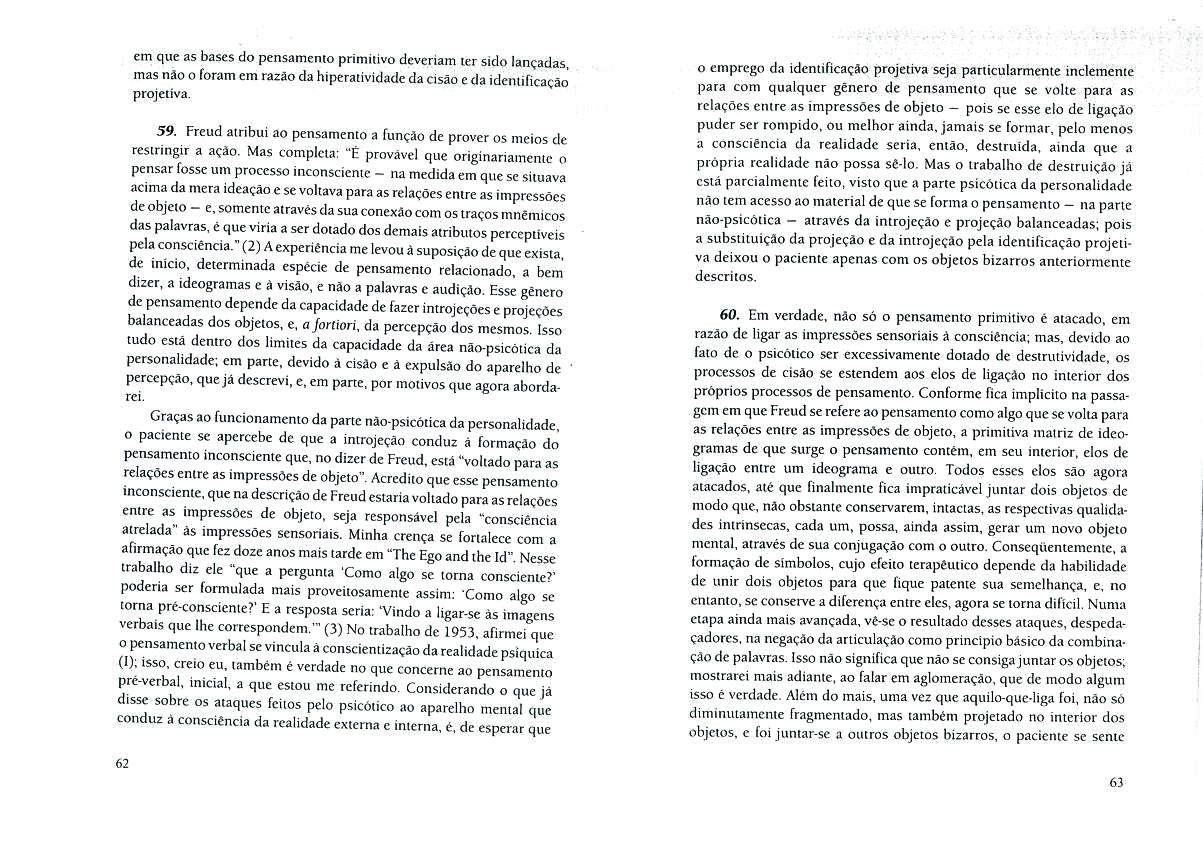 em que as bases do pensamento primitivo deveriam ter sido lançadas,
mas não o foram em razão da hiperatividade da cisão e da identificação
projetiva.
59. Freud atribui ao pensamento a função de prover os meios de
restringir a ação. Mas completa: “É provável que originariamente o
pensar fosse um processo inconsciente — na medida em que se situava
acima da mera ideação e se voltava para as relações entre as impressões
de objeto — e, somente através da sua conexão com os traços mnêmicos
das palavras, é que viria a ser dotado dos demais atributos perceptíveis
pela consciência.” (2) A experiência me levou à suposição de que exista,
de início, determinada espécie de pensamento relacionado, a bem
dizer, a ideogramas e à visão, e não a palavras e audição. Esse gênero
de pensamento depende da capacidade de fazer introjeções e projeções
balanceadas dos objetos, e, a fortiori, da percepção dos mesmos. Isso
tudo está dentro dos limites da capacidade da área não-psicótica da
personalidade; em parte, devido à cisão e à expulsão do aparelho de
percepção, que já descrevi, e, em parte, por motivos que agora aborda-
rei.
Graças ao funcionamento da parte não-psicótica da personalidade,
o paciente se apercebe de que a introjeção conduz à formação do
pensamento inconsciente que, no dizer de Freud, está “voltado para as
relações entre as impressões de objeto”. Acredito que esse pensamento
inconsciente, que na descrição de Freud estaria voltado para as relações
entre as impressões de objeto, seja responsável pela “consciência
atrelada” às impressões sensoriais. Minha crença se fortalece com a
afirmação que fez doze anos mais tarde em “The Ego and the Id”. Nesse
trabalho diz ele “que a pergunta ‘Como algo se torna consciente?’
poderia ser formulada mais proveitosamente assim: ‘Como algo se
torna pré-consciente?’ E a resposta seria: ‘Vindo a ligar-se às imagens
verbais que lhe correspondem.’” (3) No trabalho de 1953, afirmei que
o pensamento verbal se vincula à conscientização da realidade psíquica
(I); isso, creio eu, também é verdade no que concerne ao pensamento
pré-verbal, inicial, a que estou me referindo. Considerando o que já
disse sobre os ataques feitos pelo psicótico ao aparelho mental que
conduz à consciência da realidade externa e interna, é, de esperar que
62
o emprego da identificação projetiva seja particularmente inclemente
para com qualquer gênero de pensamento que se volte para as
relações entre as impressões de objeto — pois se esse elo de ligação
puder ser rompido, ou melhor ainda, jamais se formar, pelo menos
a consciência da realidade seria, então, destruída, ainda que a
própria realidade não possa sê-lo. Mas o trabalho de destruição já
está parcialmente feito, visto que a parte psicótica da personalidade
não tem acesso ao material de que se forma o pensamento — na parte
não-psicótica — através da introjeção e projeção balanceadas; pois
a substituição da projeção e da introjeção pela identificação projeti-
va deixou o paciente apenas com os objetos bizarros anteriormente
descritos.
60. Em verdade, não só o pensamento primitivo é atacado, em
razão de ligar as impressões sensoriais à consciência; mas, devido ao
fato de o psicótico ser excessivamente dotado de destrutividade, os
processos de cisão se estendem aos elos de ligação no interior dos
próprios processos de pensamento. Conforme fica implícito na passa-
gem em que Freud se refere ao pensamento como algo que se volta para
as relações entre as impressões de objeto, a primitiva matriz de ideo-
gramas de que surge o pensamento contém, em seu interior, elos de
ligação entre um ideograma e outro. Todos esses elos são agora
atacados, até que finalmente fica impraticável juntar dois objetos de
modo que, não obstante conservarem, intactas, as respectivas qualida-
des intrínsecas, cada um, possa, ainda assim, gerar um novo objeto
mental, através de sua conjugação com o outro. Conseqüentemente, a
formação de símbolos, cujo efeito terapêutico depende da habilidade
de unir dois objetos para que fique patente sua semelhança, e, no
entanto, se conserve a diferença entre eles, agora se torna difícil. Numa
etapa ainda mais avançada, vê-se o resultado desses ataques, despeda-
çadores, na negação da articulação como princípio básico da combina-
ção de palavras. Isso não significa que não se consiga juntar os objetos;
mostrarei mais adiante, ao falar em aglomeração, que de modo algum
isso é verdade. Além do mais, uma vez que aquilo-que-liga foi, não só
diminutamente fragmentado, mas também projetado no interior dos
objetos, e foi juntar-se a outros objetos bizarros, o paciente se sente
63